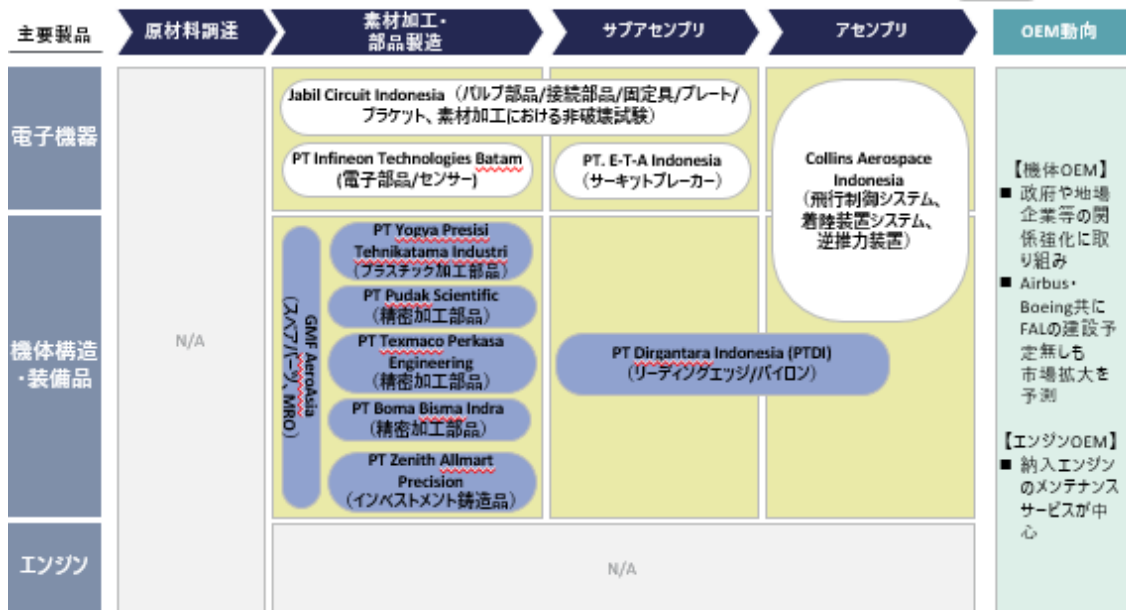 主要製品
原材料調達
素材加工・
部品製造
サブアセンブリ
アセンブリ
OEM動向
電子機器
Jabil Circuit Indonesia（バルブ部品/接続部品/固定具/プレート/
ブラケット、素材加工における非破壊試験）
PT Infineon Technologies Batam
(電子部品/センサー)
PT. E-T-A Indonesia
（サーキットブレーカー）
Collins Aerospace
Indonesia
（飛行制御システム、
着陸装置システム、
逆推力装置）
機体構造
・装備品
N/A
GMF AeroAsia
（スペアパーツ、MRO）
PT Yogya Presisi
Tehnikatama Industri
（プラスチック加工部品）
PT Pudak Scientific
（精密加工部品）
PT Texmaco Perkasa
Engineering
（精密加工部品）
PT Boma Bisma Indra
（精密加工部品）
PT Zenith Allmart
Precision
（インベストメント鋳造品）
PT Dirgantara Indonesia (PTDI)
（リーディングエッジ/パイロン）
エンジン
N/A
【機体OEM】
■ 政府や地場
企業等の関
係強化に取
り組み
■ Airbus・
Boeing共に
FALの建設予
定無しも
市場拡大を
予測
【エンジンOEM】
■ 納入エンジン
のメンテナンス
サービスが中
心